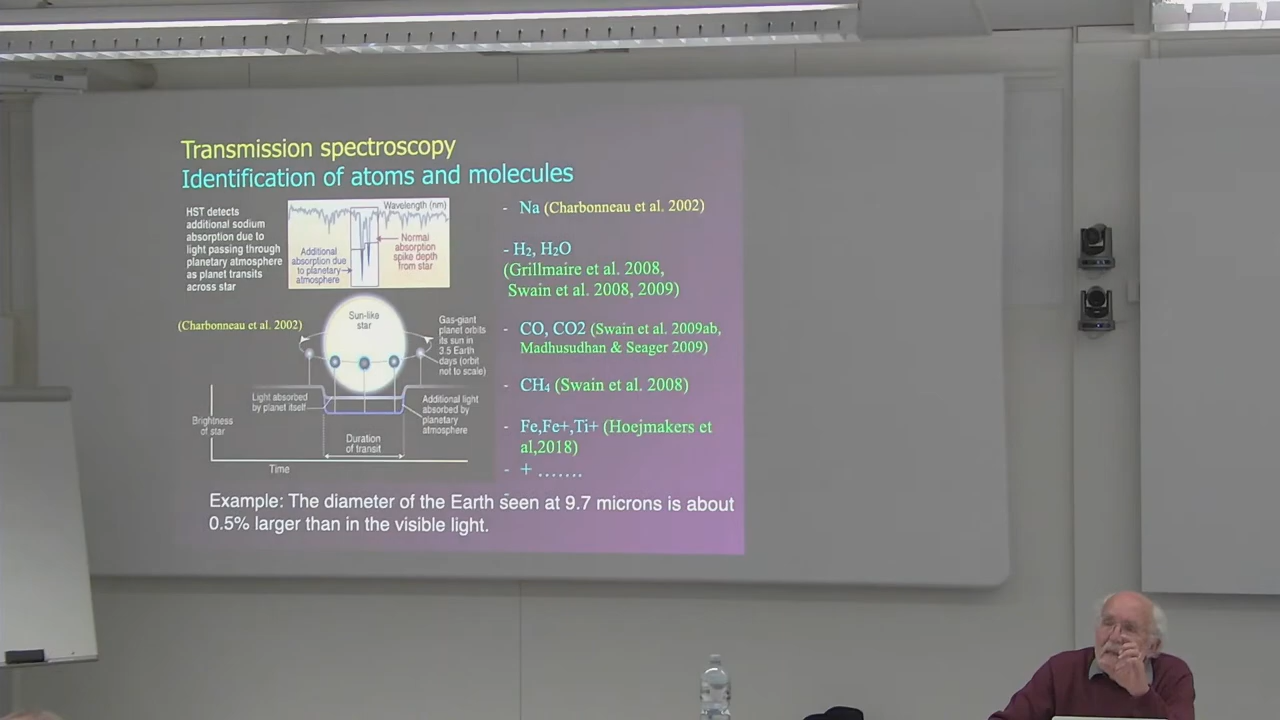 Transmission spectroscopy
Identification of atoms and molecules
HST detects
additional sodium
absorption due to
light passing through
planetary atmosphere
as planet transits
across star
Wavelength (nm)
Additional
absorption due
to planetary
atmosphere
Normal
absorption
spike depth
from star
(Charbonneau et al. 2002)
Sun-like
star
Gas-giant
planet orbits
its sun in
3.5 Earth
days (orbit
not to scale)
Light absorbed
by planet itself
Additional light
absorbed by
planetary
atmosphere
Brightness
of star
Duration
of transit
Time
- Na (Charbonneau et al. 2002)
- H₂, H₂O
(Grillmaire et al. 2008,
Swain et al. 2008, 2009)
- CO, CO2 (Swain et al. 2009ab,
Madhusudhan & Seager 2009)
- CH₄ (Swain et al. 2008)
- Fe,Fe+,Ti+ (Hoejmakers et
al,2018)
- + .......
-
Example: The diameter of the Earth seen at 9.7 microns is about
0.5% larger than in the visible light.